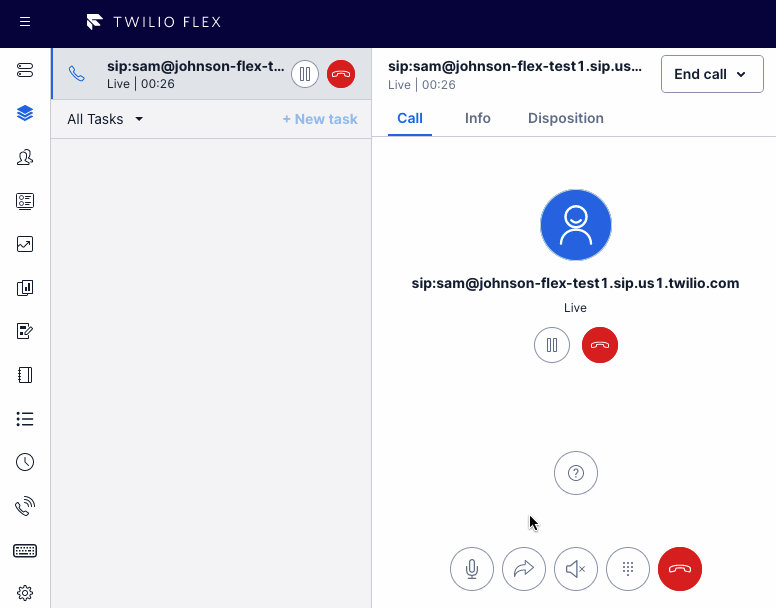 TWILIO FLEX
sip:sam@johnson-flex-t...
Live | 00:26
All Tasks
+ New task
sip:sam@johnson-flex-test1.sip.us...
Live | 00:26
End call
Call Info Disposition
sip:sam@johnson-flex-test1.sip.us1.twilio.com
Live
?